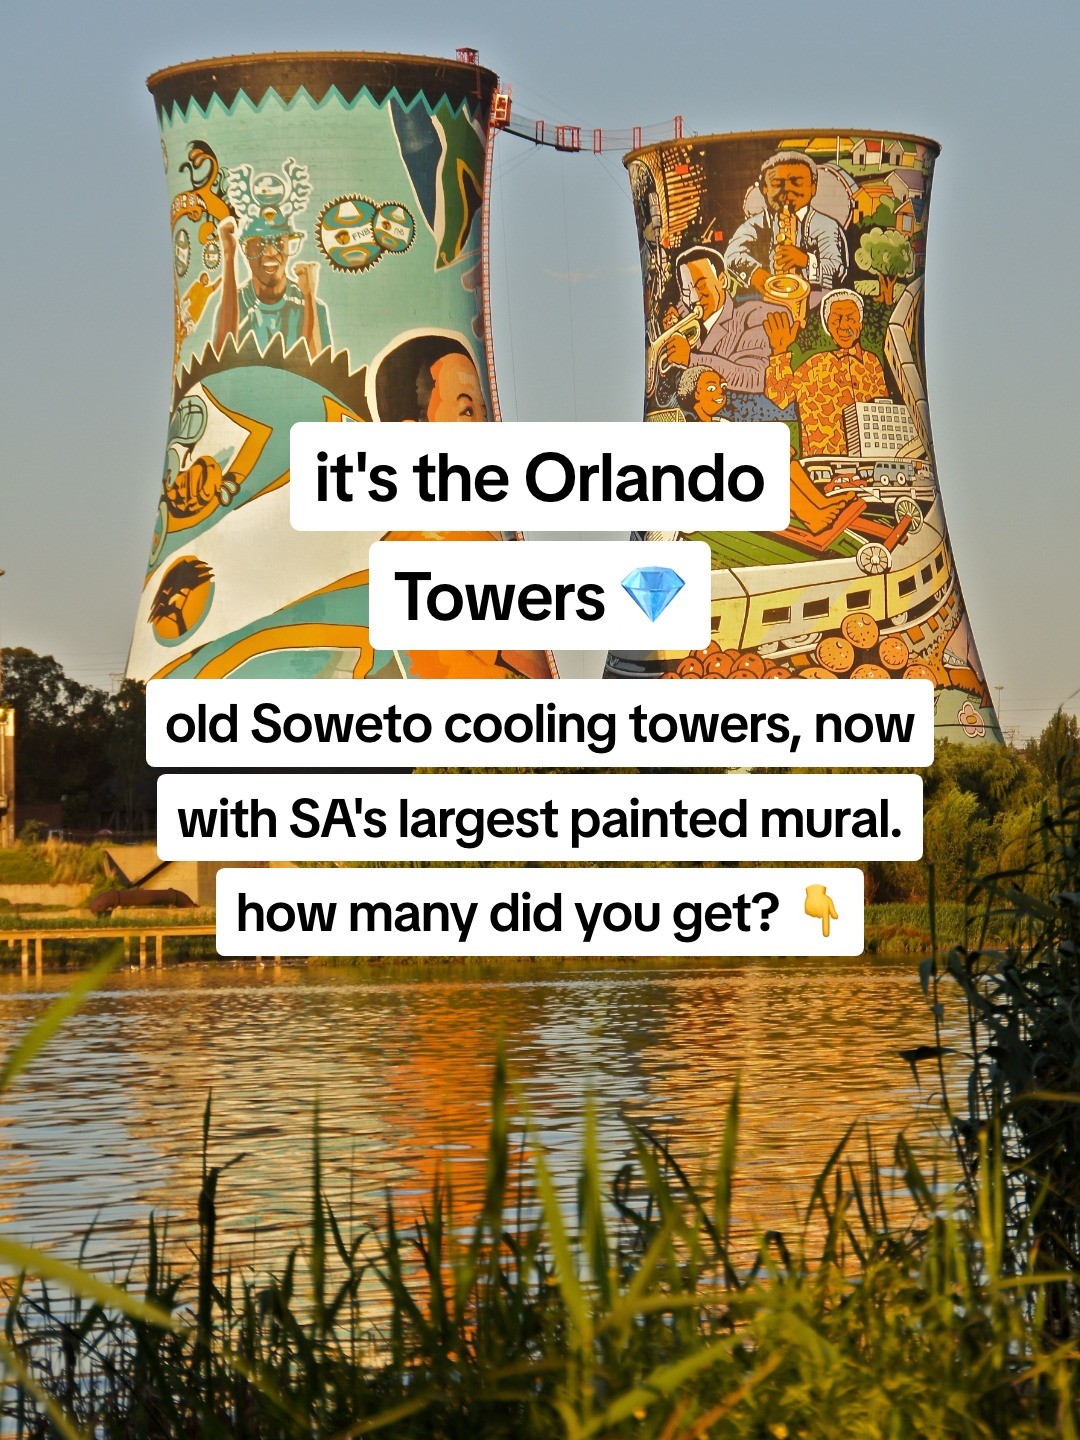 FNB
it's the Orlando
Towers 💎
old Soweto cooling towers, now
with SA's largest painted mural.
how many did you get? 👇